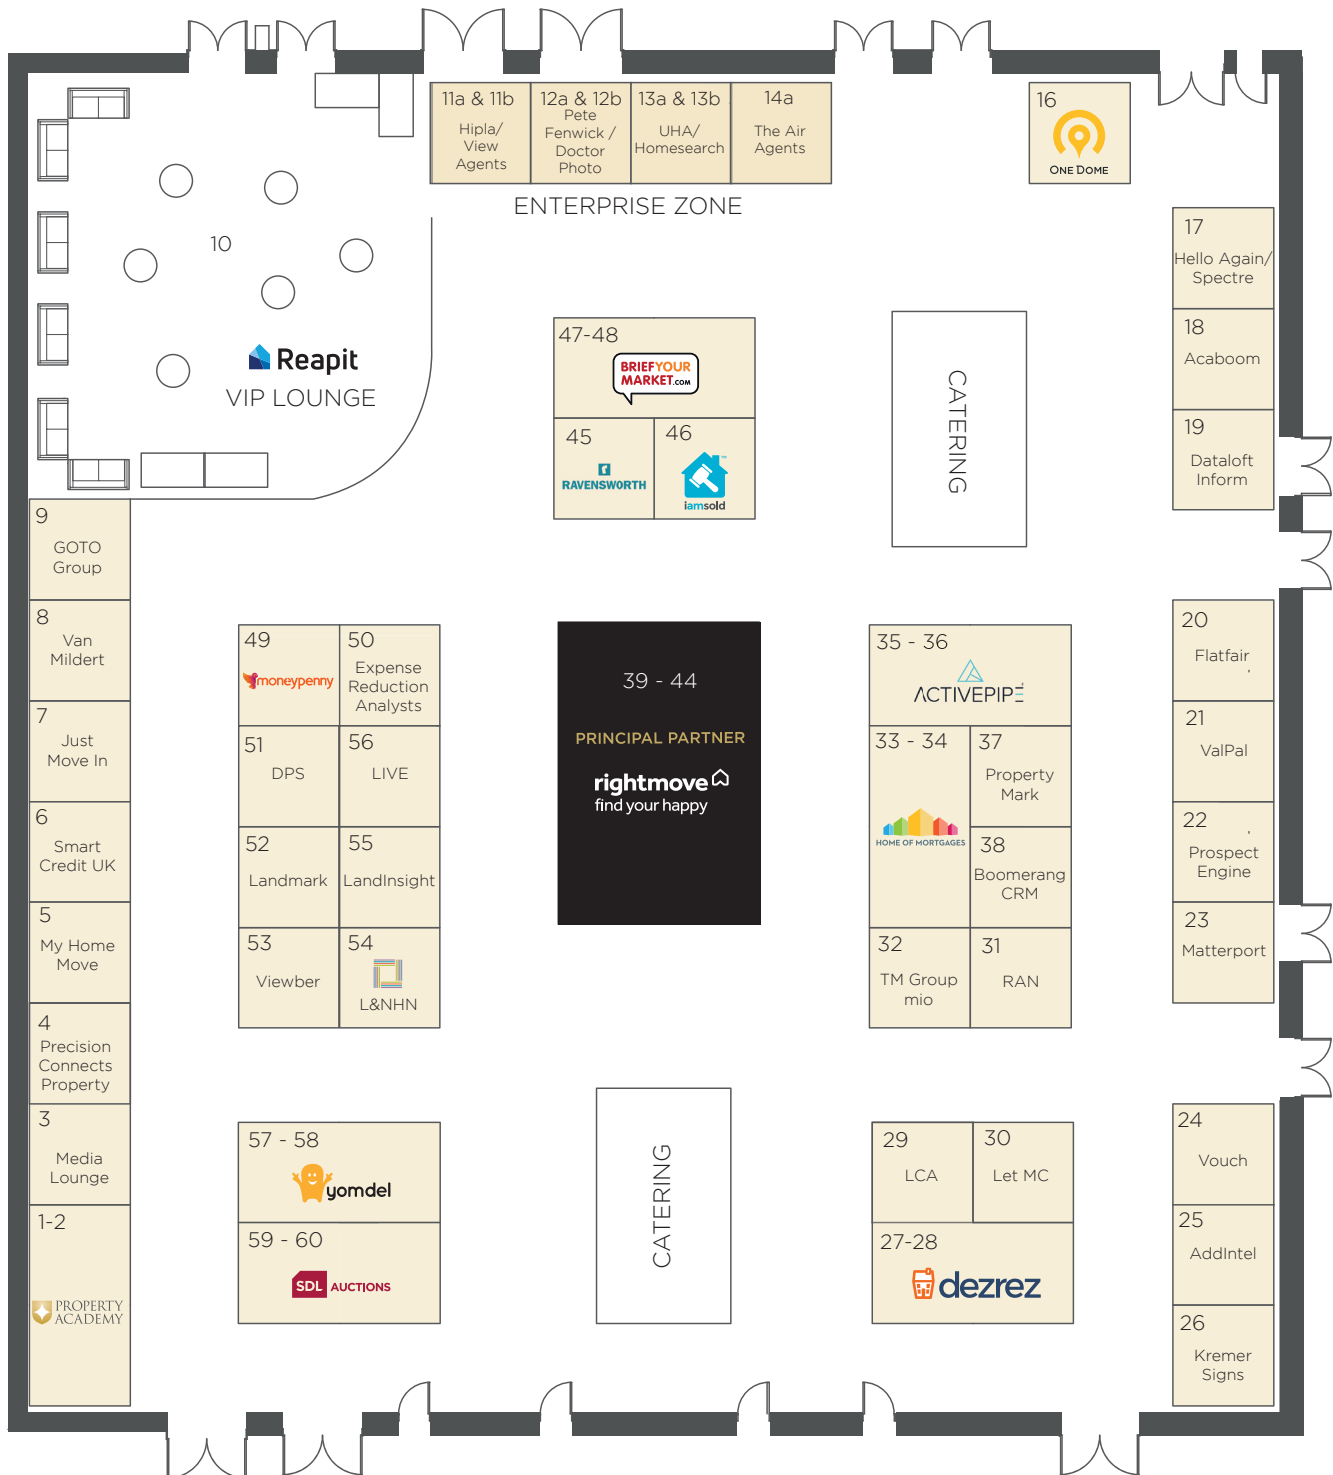 11a & 11b
Hipla/
View
Agents
12a & 12b
Pete
Fenwick /
Doctor
Photo
13a & 13b
UHA/
Homesearch
14a
The Air
Agents
ENTERPRISE ZONE
16
ONE DOME
10
Reapit
VIP LOUNGE
17
Hello Again/
Spectre
18
Acaboom
19
Dataloft
Inform
47-48
BRIEFYOUR
MARKET.COM
45
RAVENSWORTH
46
iamsold
CATERING
9
GOTO
Group
8
Van
Mildert
7
Just
Move In
6
Smart
Credit UK
5
My Home
Move
4
Precision
Connects
Property
3
Media
Lounge
1-2
PROPERTY
ACADEMY
49
moneypenny
50
Expense
Reduction
Analysts
51
DPS
56
LIVE
52
Landmark
55
LandInsight
53
Viewber
54
L&NHN
39 - 44
PRINCIPAL PARTNER
rightmove
find your happy
35 - 36
ACTIVEPIPE
33 - 34
HOME OF MORTGAGES
37
Property
Mark
38
Boomerang
CRM
32
TM Group
mio
31
RAN
20
Flatfair
21
ValPal
22
Prospect
Engine
23
Matterport
57 - 58
yomdel
59 - 60
SDL AUCTIONS
CATERING
29
LCA
30
Let MC
27-28
dezrez
24
Vouch
25
AddIntel
26
Kremer
Signs